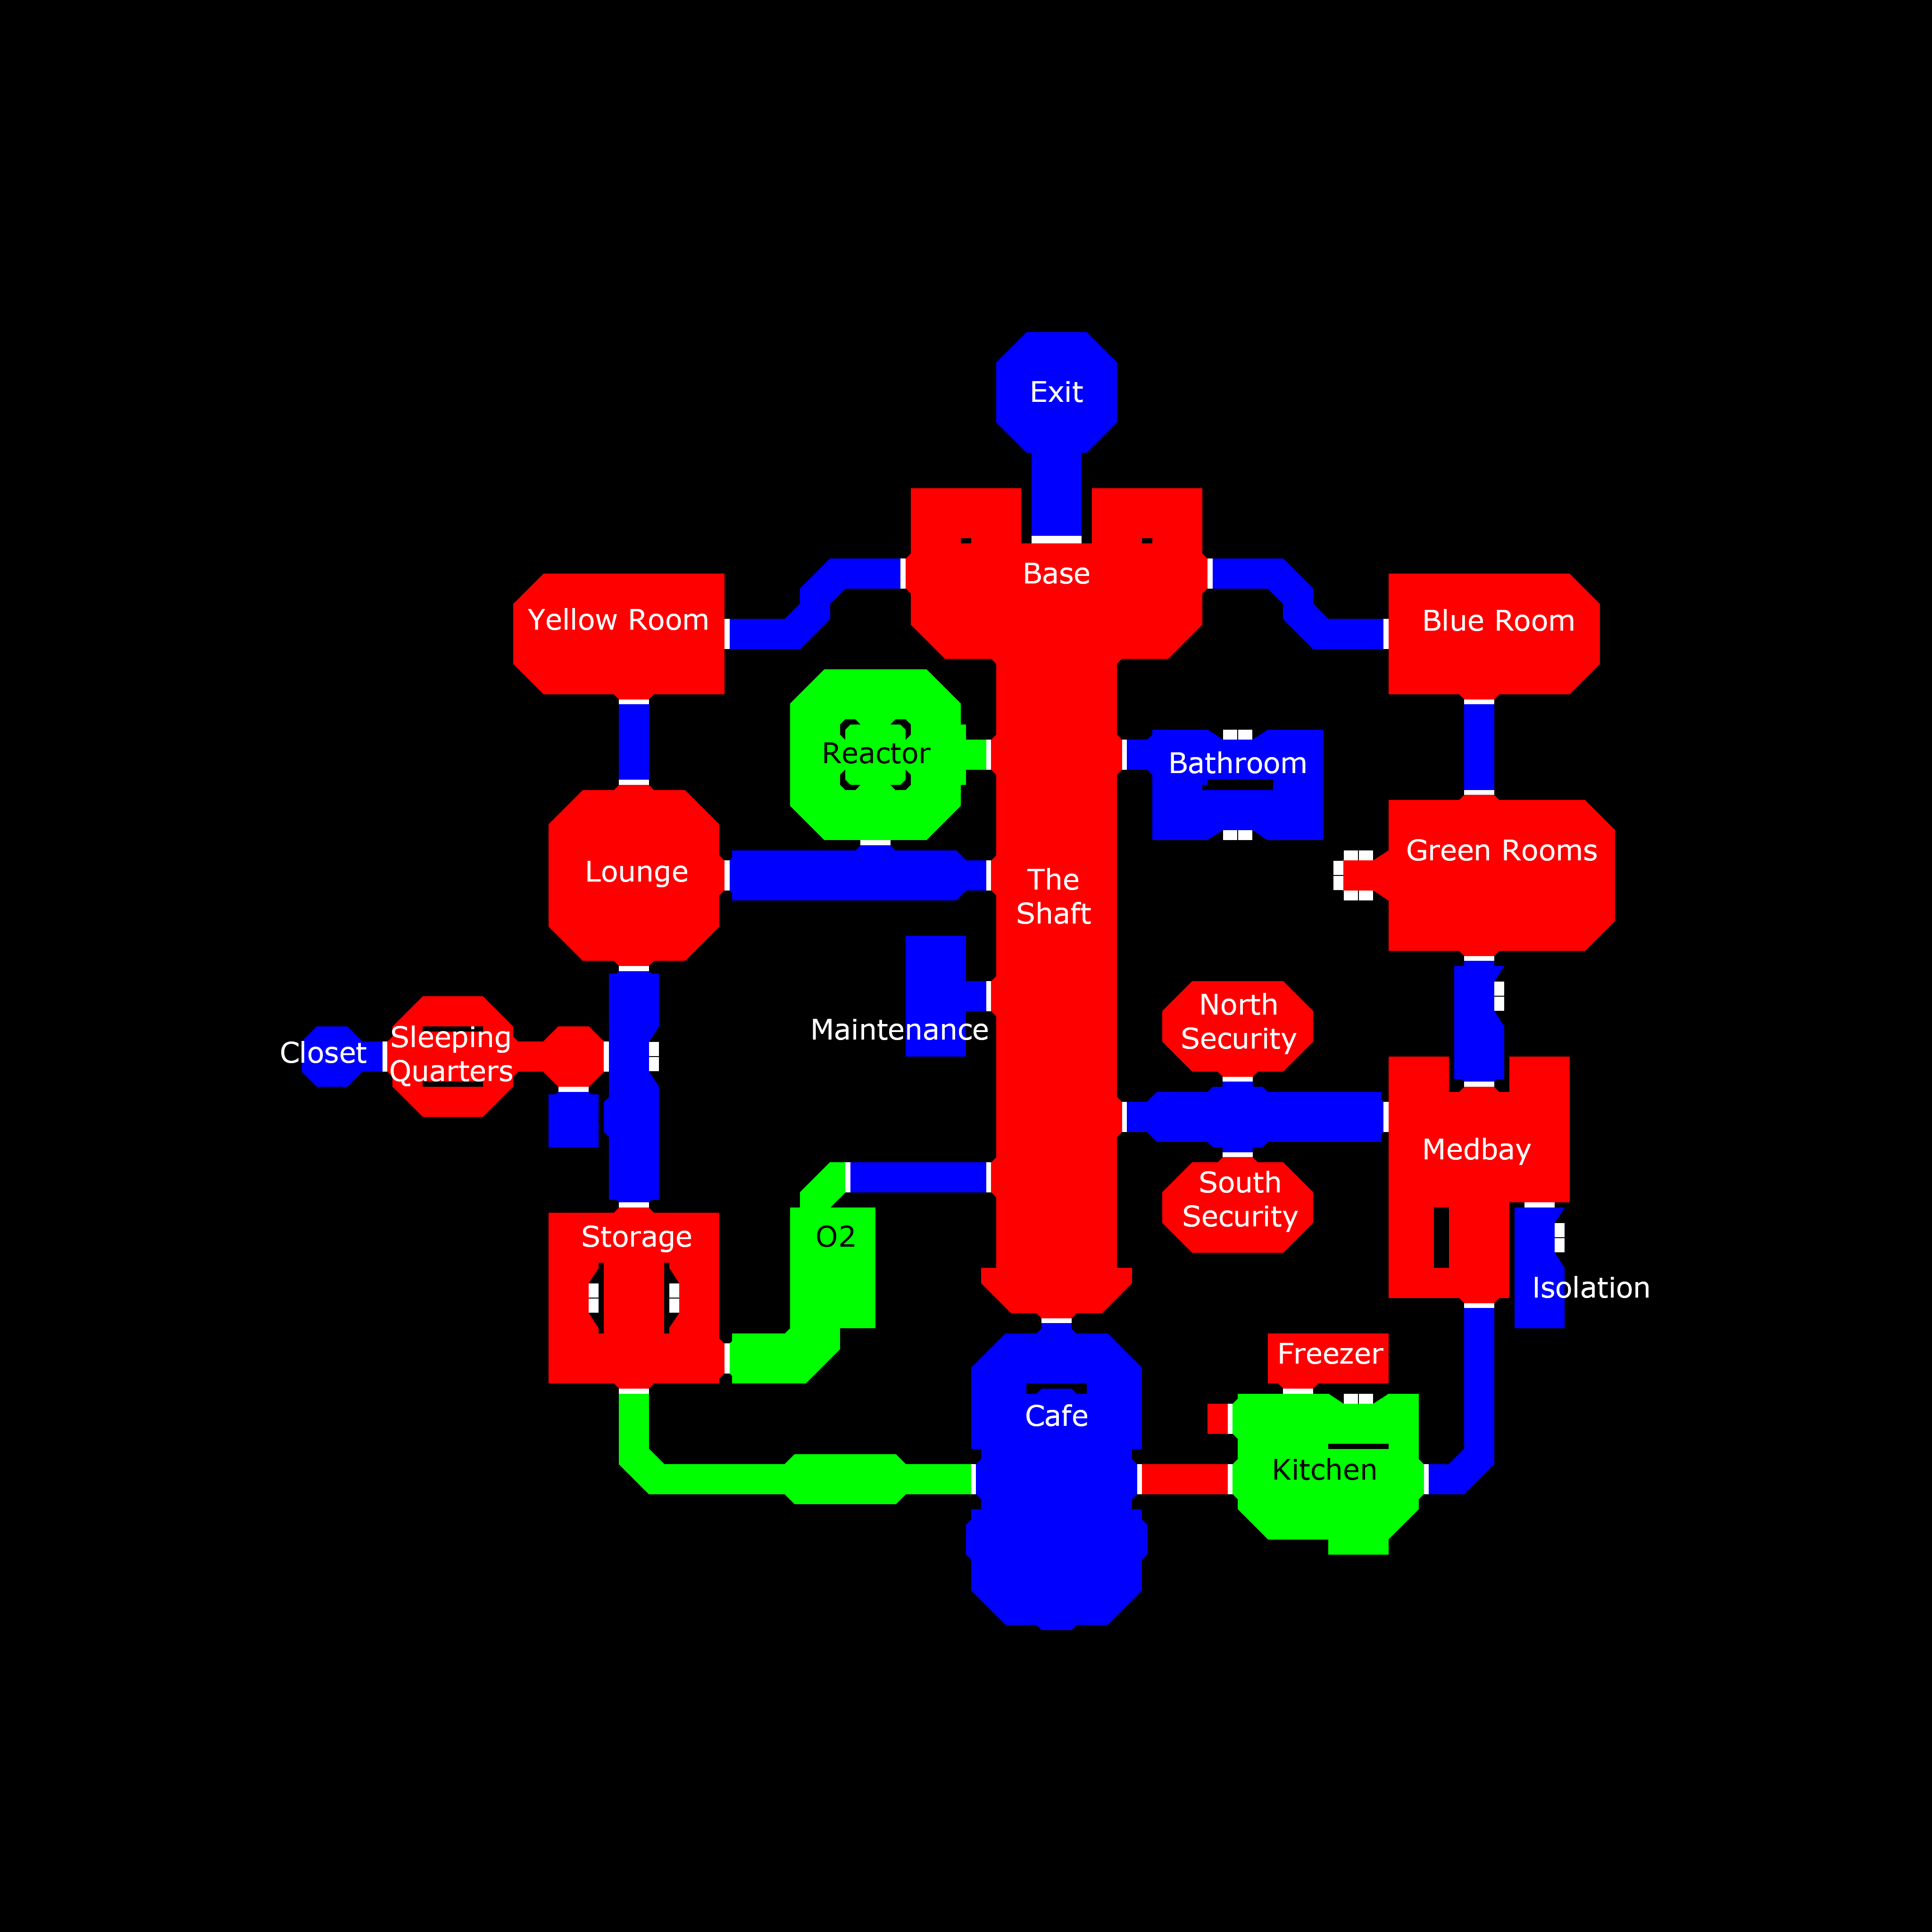 Exit
Base
Yellow Room
Blue Room
Reactor
Bathroom
Lounge
The
Shaft
Green Rooms
North
Security
Maintenance
Closet
Sleeping
Quarters
Medbay
South
Security
Storage
O2
Isolation
Freezer
Cafe
Kitchen